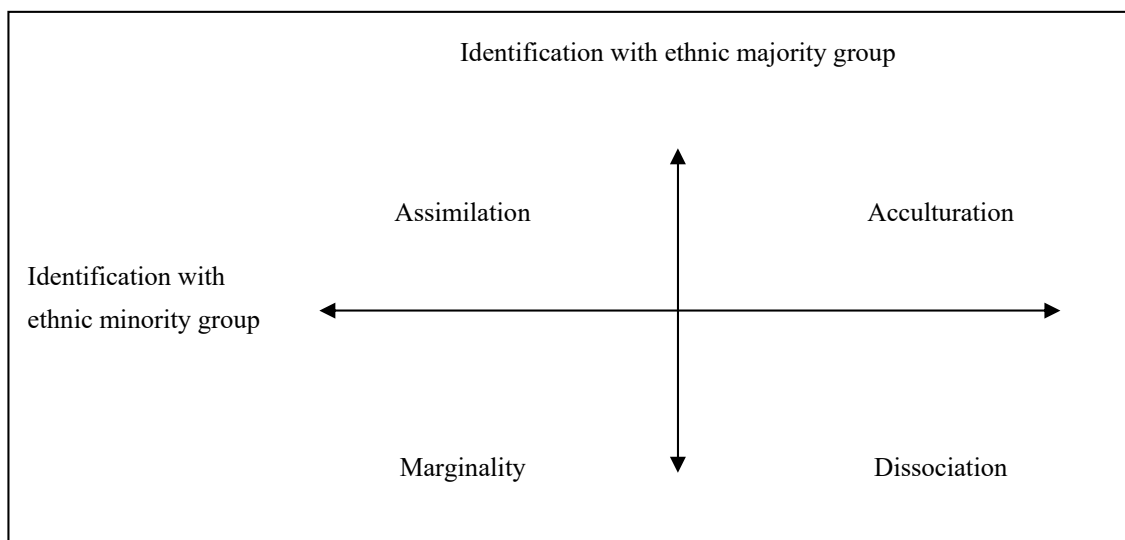 Identification with ethnic majority group
Assimilation
Acculturation
Identification with
ethnic minority group
Marginality
Dissociation